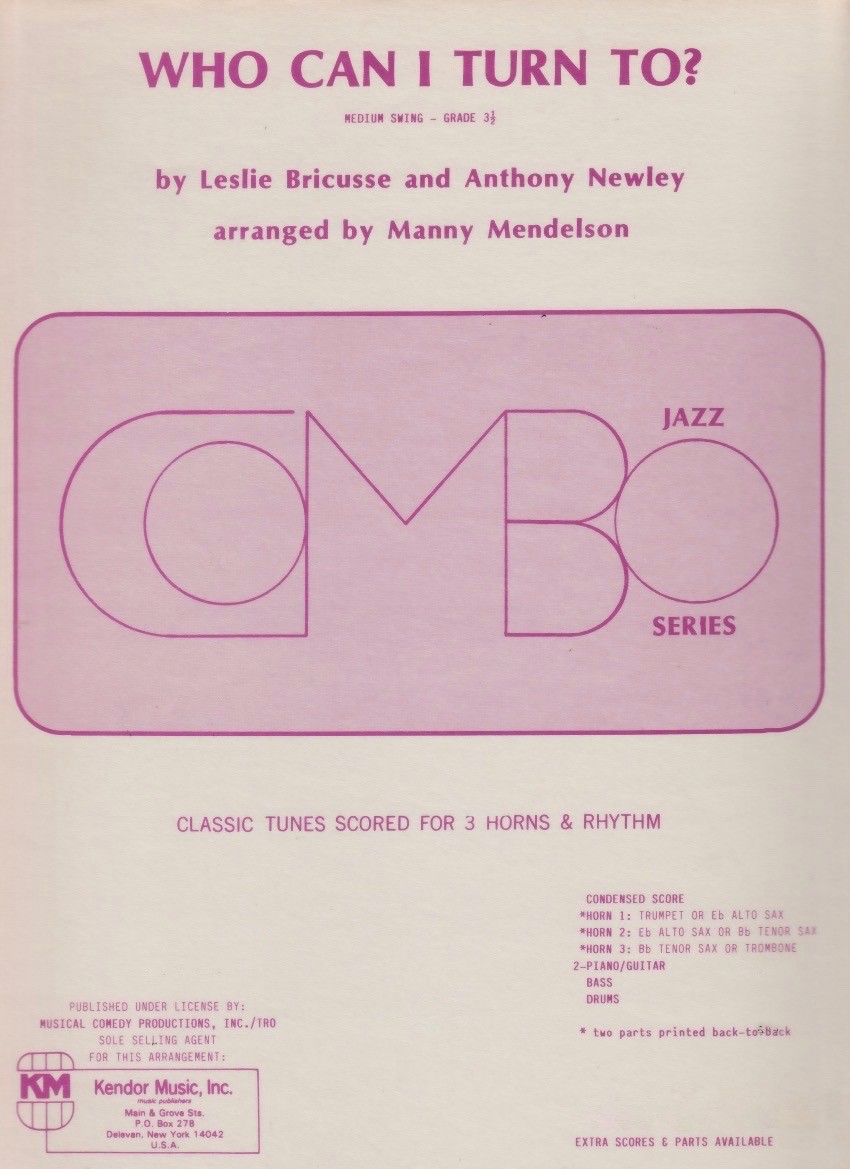 WHO CAN I TURN TO?
MEDIUM SWING - GRADE 3½
by Leslie Bricusse and Anthony Newley
arranged by Manny Mendelson
COMBO
JAZZ
SERIES
CLASSIC TUNES SCORED FOR 3 HORNS & RHYTHM
CONDENSED SCORE
*HORN 1: TRUMPET OR Eb ALTO SAX
*HORN 2: Eb ALTO SAX OR Bb TENOR SAX
*HORN 3: Bb TENOR SAX OR TROMBONE
2-PIANO/GUITAR
BASS
DRUMS
* two parts printed back-to-back
PUBLISHED UNDER LICENSE BY:
MUSICAL COMEDY PRODUCTIONS, INC./TRO
SOLE SELLING AGENT
FOR THIS ARRANGEMENT:
KM
Kendor Music, Inc.
music publishers
Main & Grove Sts.
P.O. Box 278
Delevan, New York 14042
U.S.A.
EXTRA SCORES & PARTS AVAILABLE